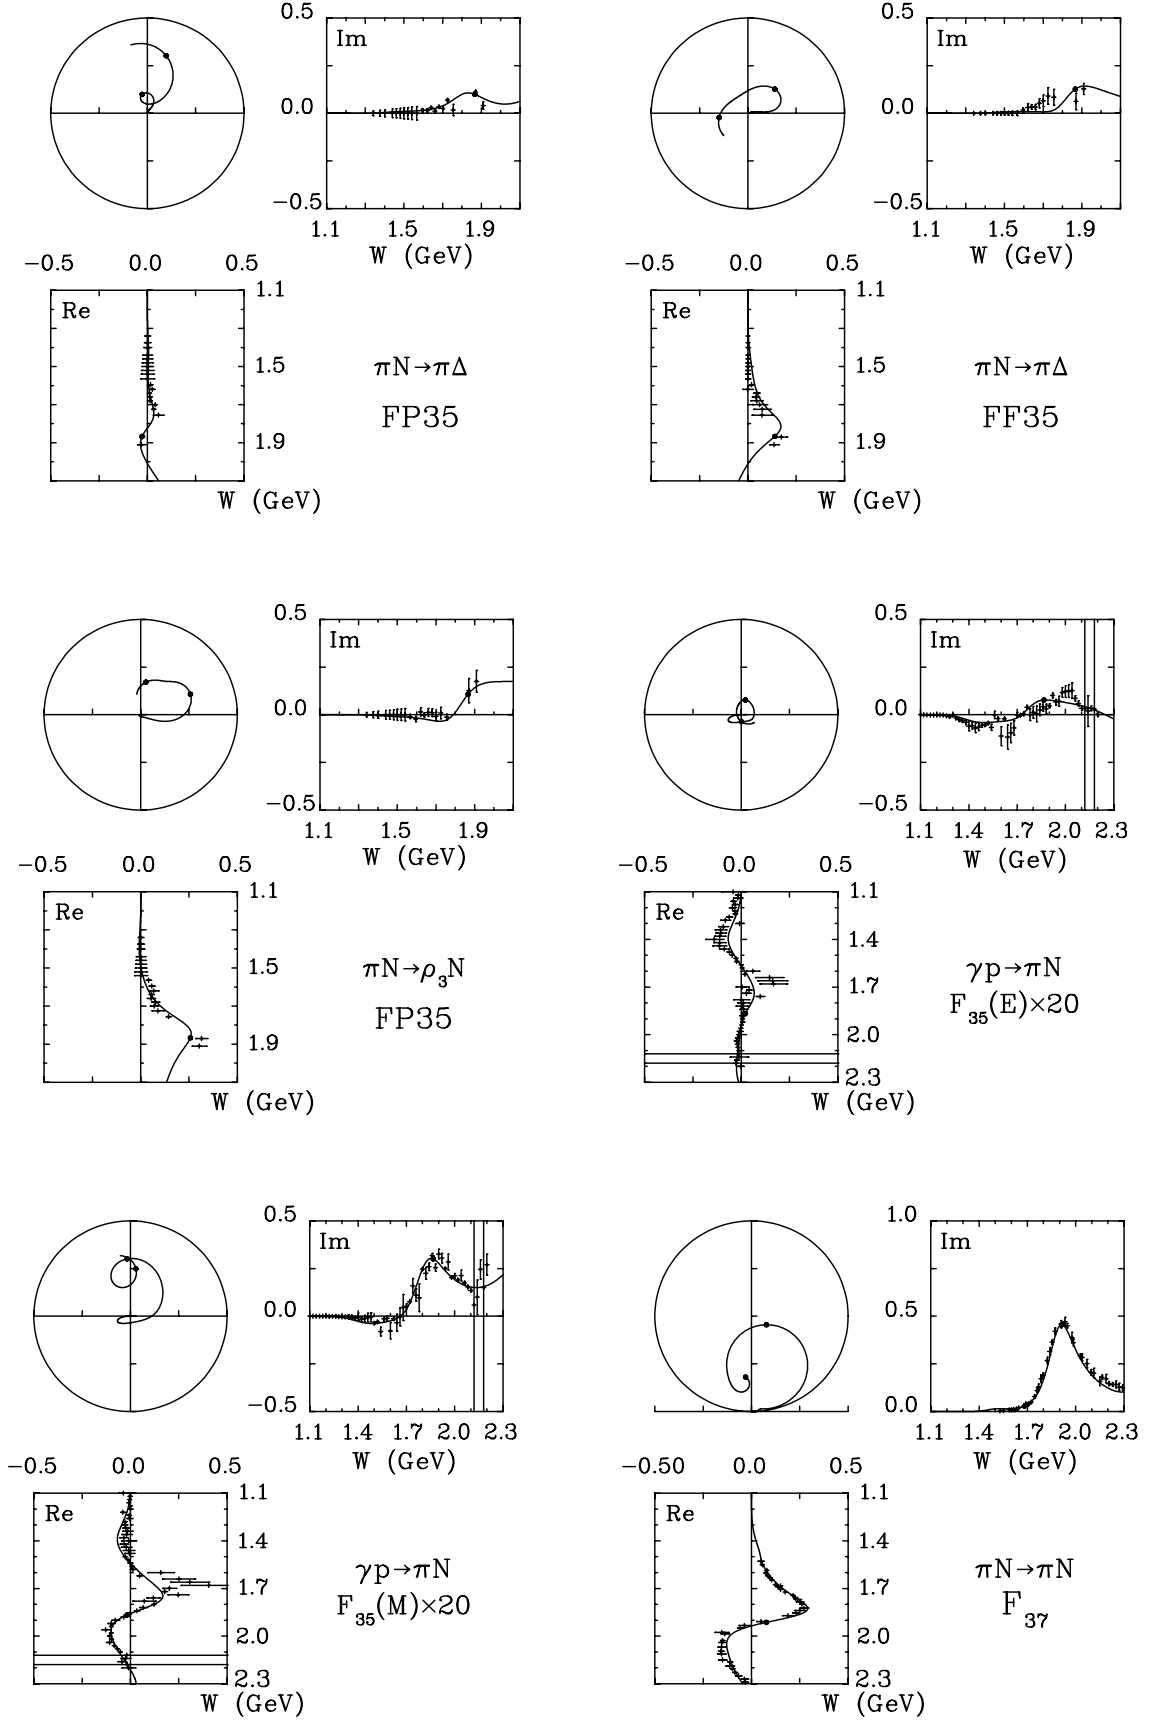 0.5 0.5
Im Im
0.0 0.0
−0.5 −0.5
1.1 1.5 1.9 1.1 1.5 1.9
W (GeV) W (GeV)
−0.5 0.0 0.5 −0.5 0.0 0.5
Re 1.1 Re 1.1
1.5 πN→πΔ 1.5 πN→πΔ
FP35 FF35
1.9 1.9
W (GeV) W (GeV)
0.5 0.5
Im Im
0.0 0.0
−0.5 −0.5
1.1 1.5 1.9 1.1 1.4 1.7 2.0 2.3
W (GeV) W (GeV)
−0.5 0.0 0.5 −0.5 0.0 0.5
Re 1.1 Re 1.1
1.4
1.5 πN→ρ₃N γp→πN
1.7
FP35 F₃₅(E)×20
1.9 2.0
2.3
W (GeV) W (GeV)
0.5 1.0
Im Im
0.0 0.5
−0.5 0.0
1.1 1.4 1.7 2.0 2.3 1.1 1.4 1.7 2.0 2.3
W (GeV) W (GeV)
−0.5 0.0 0.5 −0.50 0.0 0.5
Re 1.1 Re 1.1
1.4 1.4
γp→πN πN→πN
1.7 1.7
F₃₅(M)×20 F₃₇
2.0 2.0
2.3 2.3
W (GeV) W (GeV)